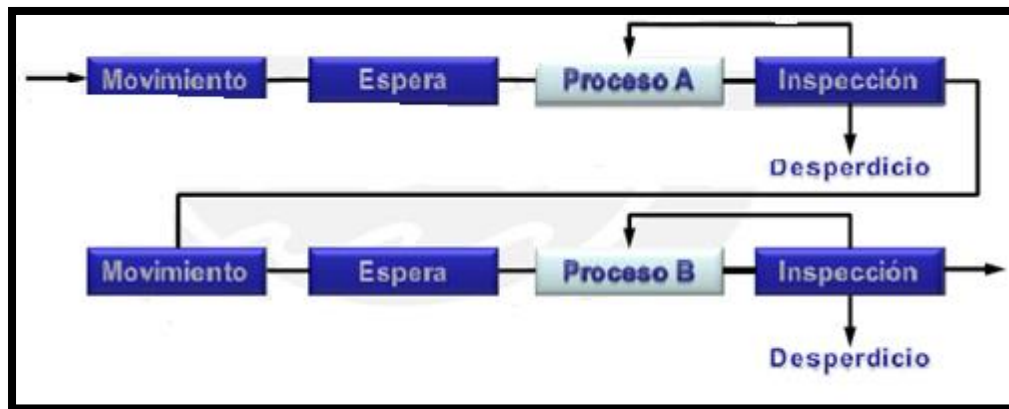 Movimiento
Espera
Proceso A
Inspección
Desperdicio
Movimiento
Espera
Proceso B
Inspección
Desperdicio